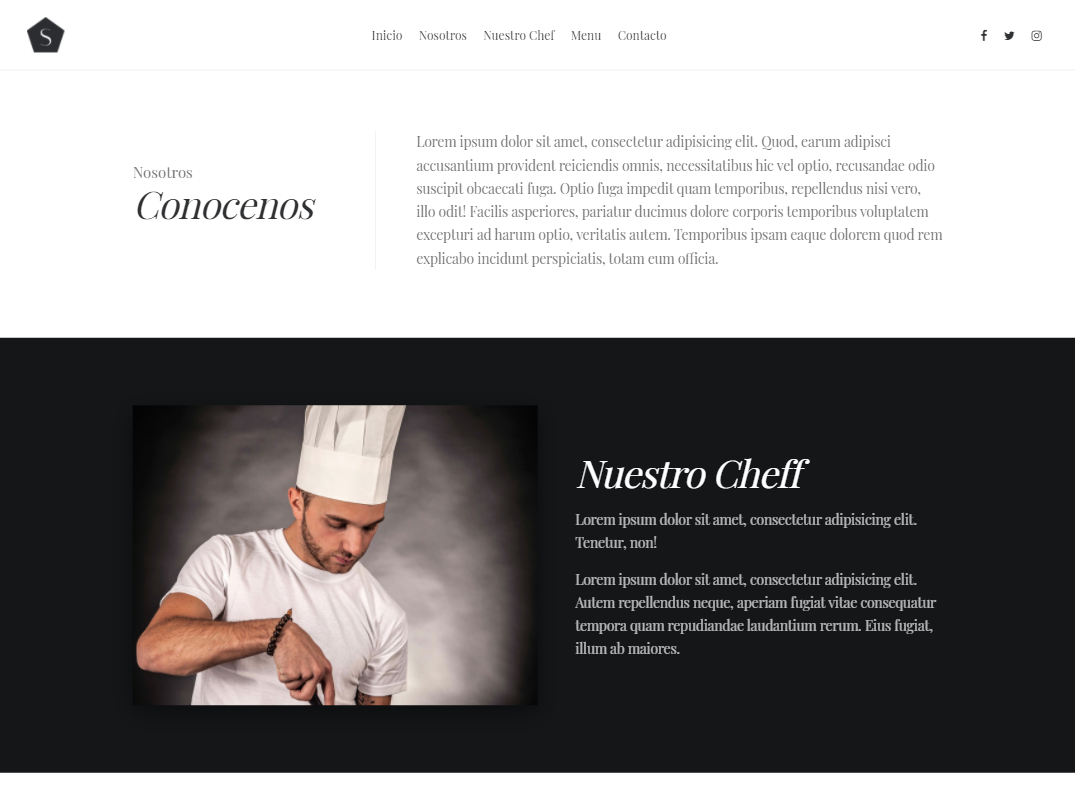 S
Inicio Nosotros Nuestro Chef Menu Contacto
Nosotros
Conocenos
Lorem ipsum dolor sit amet, consectetur adipisicing elit. Quod, earum adipisci
accusantium provident reiciendis omnis, necessitatibus hic vel optio, recusandae odio
suscipit obcaecati fuga. Optio fuga impedit quam temporibus, repellendus nisi vero,
illo odit! Facilis asperiores, pariatur ducimus dolore corporis temporibus voluptatem
excepturi ad harum optio, veritatis autem. Temporibus ipsam eaque dolorem quod rem
explicabo incidunt perspiciatis, totam eum officia.
Nuestro Cheff
Lorem ipsum dolor sit amet, consectetur adipisicing elit.
Tenetur, non!
Lorem ipsum dolor sit amet, consectetur adipisicing elit.
Autem repellendus neque, aperiam fugiat vitae consequatur
tempora quam repudiandae laudantium rerum. Eius fugiat,
illum ab maiores.